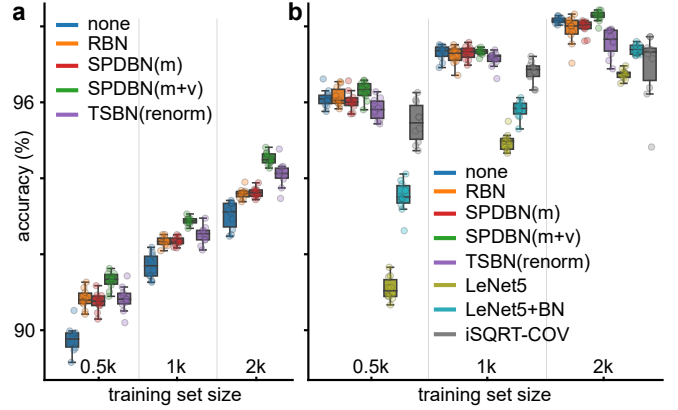 a
none
RBN
SPDBN(m)
SPDBN(m+v)
TSBN(renorm)
accuracy (%)
96
90
0.5k
1k
2k
training set size
b
none
RBN
SPDBN(m)
SPDBN(m+v)
TSBN(renorm)
LeNet5
LeNet5+BN
iSQRT-COV
0.5k
1k
2k
training set size